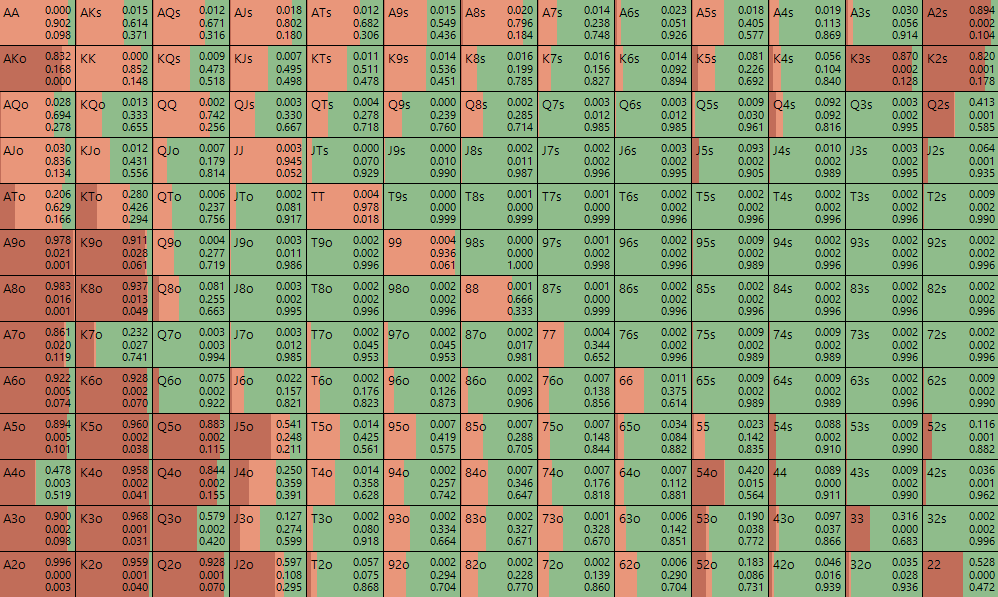 AA 0.000 AKs 0.015 AQs 0.012 AJs 0.018 ATs 0.012 A9s 0.015 A8s 0.020 A7s 0.014 A6s 0.023 A5s 0.018 A4s 0.019 A3s 0.030 A2s 0.894
0.902 0.614 0.671 0.802 0.682 0.549 0.796 0.238 0.051 0.405 0.113 0.056 0.002
0.098 0.371 0.316 0.180 0.306 0.436 0.184 0.748 0.926 0.577 0.869 0.914 0.104
AKo 0.832 KK 0.000 KQs 0.009 KJs 0.007 KTs 0.011 K9s 0.014 K8s 0.016 K7s 0.016 K6s 0.014 K5s 0.081 K4s 0.056 K3s 0.870 K2s 0.820
0.168 0.852 0.473 0.495 0.511 0.536 0.199 0.156 0.092 0.226 0.104 0.002 0.001
0.000 0.148 0.518 0.498 0.478 0.451 0.785 0.827 0.894 0.692 0.840 0.128 0.178
AQo 0.028 KQo 0.013 QQ 0.002 QJs 0.003 QTs 0.004 Q9s 0.002 Q8s 0.002 Q7s 0.003 Q6s 0.003 Q5s 0.009 Q4s 0.092 Q3s 0.003 Q2s 0.413
0.694 0.333 0.742 0.330 0.278 0.239 0.285 0.012 0.012 0.030 0.092 0.002 0.001
0.278 0.655 0.256 0.667 0.718 0.760 0.714 0.985 0.985 0.961 0.816 0.995 0.585
AJo 0.030 KJo 0.012 QJo 0.007 JJ 0.003 JTs 0.000 J9s 0.000 J8s 0.002 J7s 0.002 J6s 0.003 J5s 0.093 J4s 0.010 J3s 0.003 J2s 0.064
0.836 0.431 0.179 0.945 0.070 0.010 0.011 0.002 0.002 0.002 0.002 0.002 0.001
0.134 0.556 0.814 0.052 0.929 0.990 0.987 0.996 0.995 0.905 0.989 0.995 0.935
ATo 0.206 KTo 0.280 QTo 0.006 JTo 0.002 TT 0.004 T9s 0.000 T8s 0.001 T7s 0.001 T6s 0.002 T5s 0.002 T4s 0.002 T3s 0.002 T2s 0.009
0.629 0.426 0.237 0.081 0.978 0.000 0.000 0.000 0.002 0.002 0.002 0.002 0.002
0.166 0.294 0.756 0.917 0.018 0.999 0.999 0.999 0.996 0.996 0.996 0.996 0.990
A9o 0.978 K9o 0.911 Q9o 0.004 J9o 0.003 T9o 0.002 99 0.004 98s 0.000 97s 0.001 96s 0.002 95s 0.009 94s 0.002 93s 0.002 92s 0.002
0.021 0.028 0.277 0.011 0.002 0.936 0.000 0.002 0.002 0.002 0.002 0.002 0.002
0.001 0.061 0.719 0.986 0.996 0.061 1.000 0.998 0.996 0.989 0.996 0.996 0.996
A8o 0.983 K8o 0.937 Q8o 0.081 J8o 0.003 T8o 0.002 98o 0.002 88 0.001 87s 0.001 86s 0.002 85s 0.002 84s 0.002 83s 0.002 82s 0.002
0.016 0.013 0.255 0.002 0.002 0.002 0.666 0.000 0.002 0.002 0.002 0.002 0.002
0.001 0.049 0.663 0.995 0.996 0.996 0.333 0.999 0.996 0.996 0.996 0.996 0.996
A7o 0.861 K7o 0.232 Q7o 0.003 J7o 0.003 T7o 0.002 97o 0.002 87o 0.002 77 0.004 76s 0.002 75s 0.009 74s 0.009 73s 0.002 72s 0.002
0.020 0.027 0.003 0.012 0.045 0.045 0.017 0.344 0.002 0.002 0.002 0.002 0.002
0.119 0.741 0.994 0.985 0.953 0.953 0.981 0.652 0.996 0.989 0.989 0.996 0.996
A6o 0.922 K6o 0.928 Q6o 0.075 J6o 0.022 T6o 0.002 96o 0.002 86o 0.002 76o 0.007 66 0.011 65s 0.009 64s 0.009 63s 0.002 62s 0.009
0.005 0.002 0.002 0.157 0.176 0.126 0.093 0.138 0.375 0.002 0.002 0.002 0.002
0.074 0.070 0.922 0.821 0.823 0.873 0.906 0.856 0.614 0.989 0.989 0.996 0.990
A5o 0.894 K5o 0.960 Q5o 0.883 J5o 0.541 T5o 0.014 95o 0.007 85o 0.007 75o 0.007 65o 0.034 55 0.023 54s 0.088 53s 0.009 52s 0.116
0.005 0.002 0.002 0.248 0.425 0.419 0.288 0.148 0.084 0.142 0.002 0.002 0.001
0.101 0.038 0.115 0.211 0.561 0.575 0.705 0.844 0.882 0.835 0.910 0.990 0.882
A4o 0.478 K4o 0.958 Q4o 0.844 J4o 0.250 T4o 0.014 94o 0.002 84o 0.007 74o 0.007 64o 0.007 54o 0.420 44 0.089 43s 0.009 42s 0.036
0.003 0.002 0.002 0.359 0.358 0.257 0.346 0.176 0.112 0.015 0.000 0.002 0.002
0.519 0.041 0.155 0.391 0.628 0.742 0.647 0.818 0.881 0.564 0.911 0.990 0.962
A3o 0.900 K3o 0.968 Q3o 0.579 J3o 0.127 T3o 0.002 93o 0.002 83o 0.002 73o 0.001 63o 0.006 53o 0.190 43o 0.097 33 0.316 32s 0.002
0.002 0.001 0.002 0.274 0.080 0.334 0.327 0.328 0.142 0.038 0.037 0.000 0.002
0.098 0.031 0.420 0.599 0.918 0.664 0.671 0.670 0.851 0.772 0.866 0.683 0.996
A2o 0.996 K2o 0.959 Q2o 0.928 J2o 0.597 T2o 0.057 92o 0.002 82o 0.002 72o 0.002 62o 0.006 52o 0.183 42o 0.046 32o 0.035 22 0.528
0.000 0.001 0.001 0.108 0.075 0.294 0.228 0.139 0.290 0.086 0.016 0.028 0.000
0.003 0.040 0.070 0.295 0.868 0.704 0.770 0.860 0.704 0.731 0.939 0.936 0.472